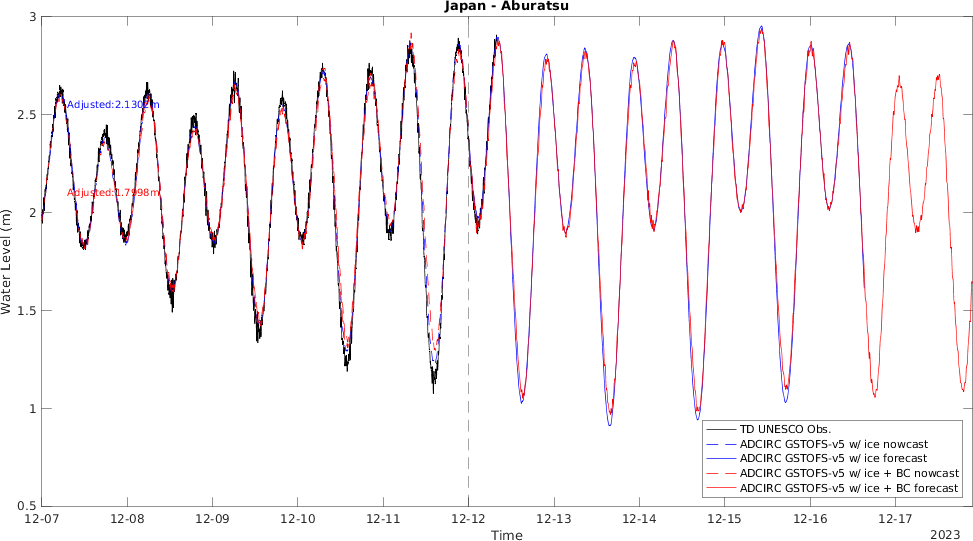 Japan - Aburatsu
3
2.5
2
1.5
1
0.5
Water Level (m)
Adjusted:2.1302m
Adjusted:1.7998m
TD UNESCO Obs.
ADCIRC GSTOFS-v5 w/ ice nowcast
ADCIRC GSTOFS-v5 w/ ice forecast
ADCIRC GSTOFS-v5 w/ ice + BC nowcast
ADCIRC GSTOFS-v5 w/ ice + BC forecast
12-07 12-08 12-09 12-10 12-11 12-12 12-13 12-14 12-15 12-16 12-17
Time
2023